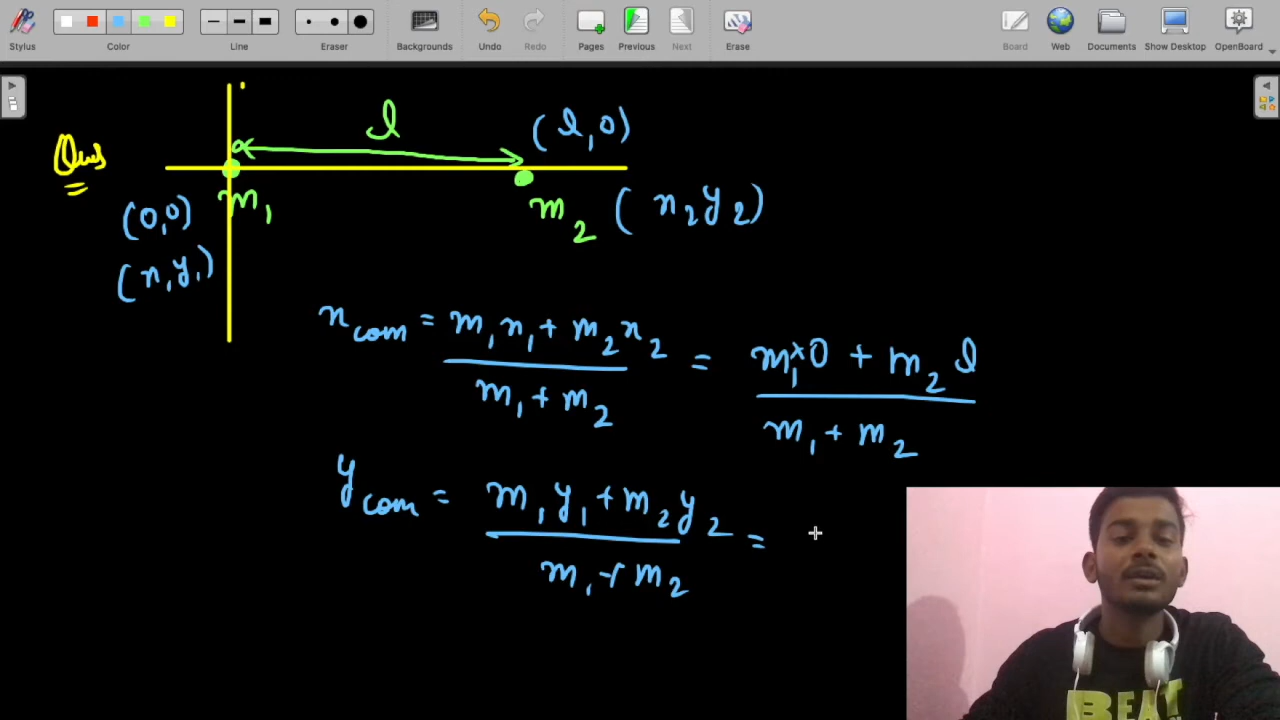 Stylus Color Line Eraser Backgrounds Undo Redo Pages Previous Next Erase Board Web Documents Show Desktop OpenBoard
Ques
l
(l,0)
m1
m2 (x2y2)
(0,0)
(x1y1)
xcom = m1x1 + m2x2 / m1 + m2 = m1×0 + m2l / m1 + m2
ycom = m1y1 + m2y2 / m1 + m2 =
BEAT